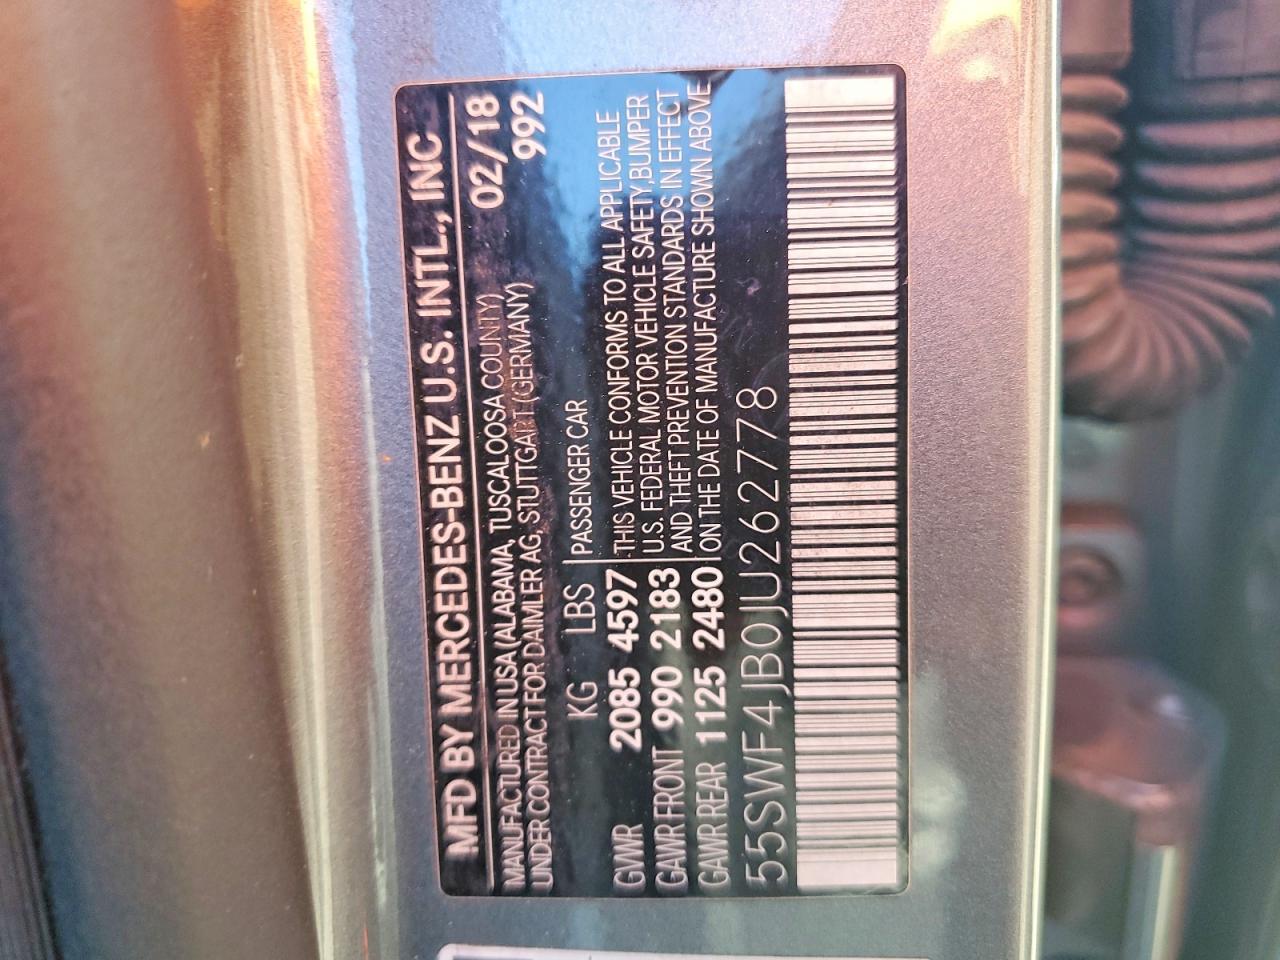 MFD BY MERCEDES-BENZ U.S. INTL., INC
MANUFACTURED IN USA (ALABAMA, TUSCALOOSA COUNTY) 02/18
UNDER CONTRACT FOR DAIMLER AG, STUTTGART (GERMANY) 992
KG LBS PASSENGER CAR
GVWR 2085 4597 THIS VEHICLE CONFORMS TO ALL APPLICABLE
GAWR FRONT 990 2183 U.S. FEDERAL MOTOR VEHICLE SAFETY,BUMPER
AND THEFT PREVENTION STANDARDS IN EFFECT
GAWR REAR 1125 2480 ON THE DATE OF MANUFACTURE SHOWN ABOVE
55SWF4JB0JU262778